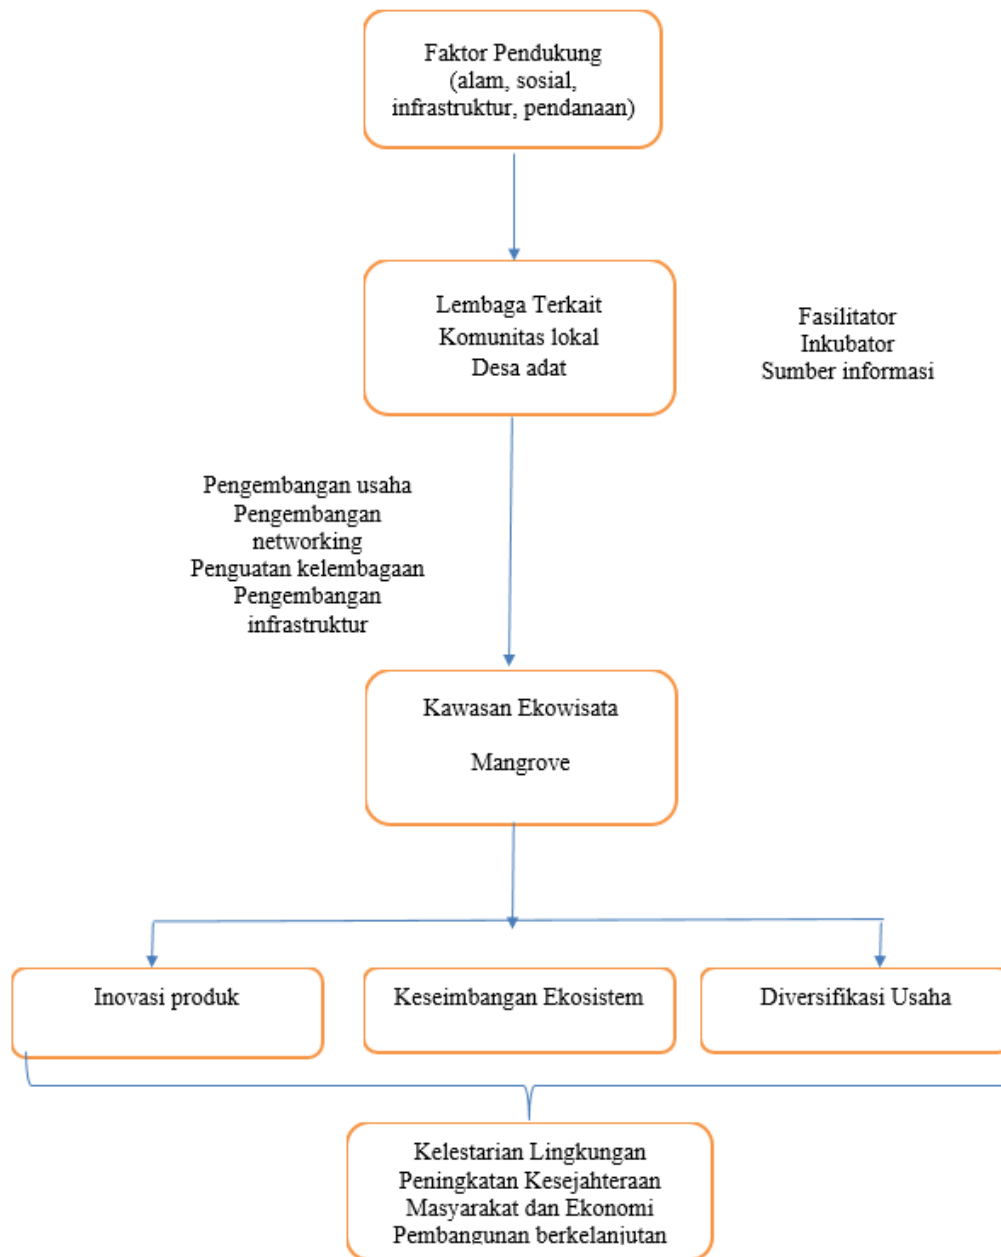 Faktor Pendukung
(alam, sosial,
infrastruktur, pendanaan)
Lembaga Terkait
Komunitas lokal
Desa adat
Fasilitator
Inkubator
Sumber informasi
Pengembangan usaha
Pengembangan
networking
Penguatan kelembagaan
Pengembangan
infrastruktur
Kawasan Ekowisata
Mangrove
Inovasi produk
Keseimbangan Ekosistem
Diversifikasi Usaha
Kelestarian Lingkungan
Peningkatan Kesejahteraan
Masyarakat dan Ekonomi
Pembangunan berkelanjutan